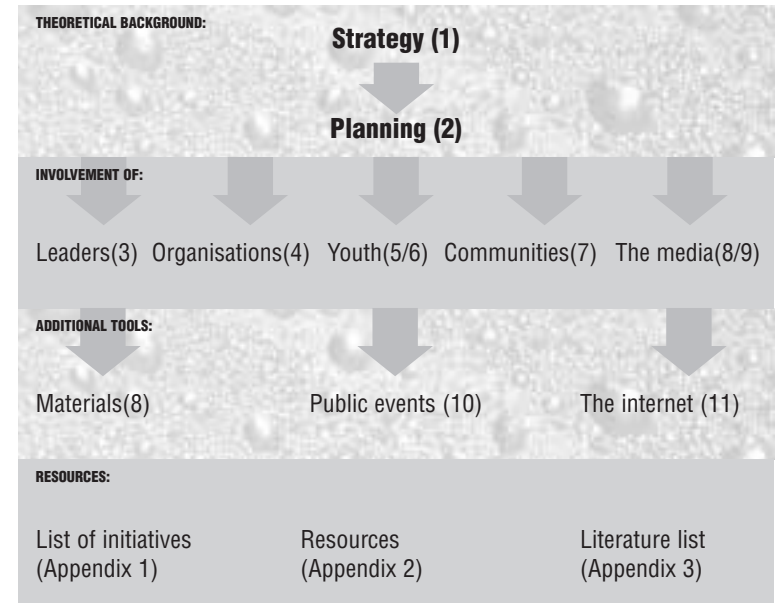 THEORETICAL BACKGROUND:
Strategy (1)
Planning (2)
INVOLVEMENT OF:
Leaders(3) Organisations(4) Youth(5/6) Communities(7) The media(8/9)
ADDITIONAL TOOLS:
Materials(8) Public events (10) The internet (11)
RESOURCES:
List of initiatives
(Appendix 1)
Resources
(Appendix 2)
Literature list
(Appendix 3)